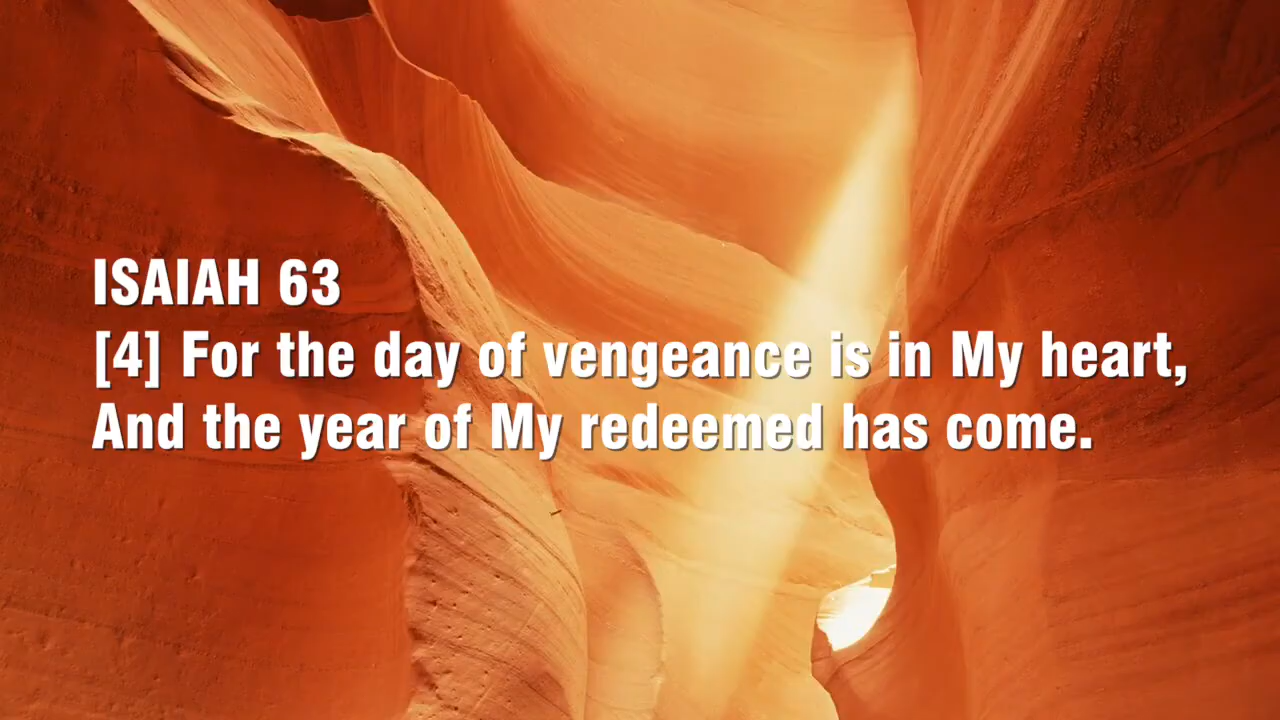 ISAIAH 63
[4] For the day of vengeance is in My heart,
And the year of My redeemed has come.